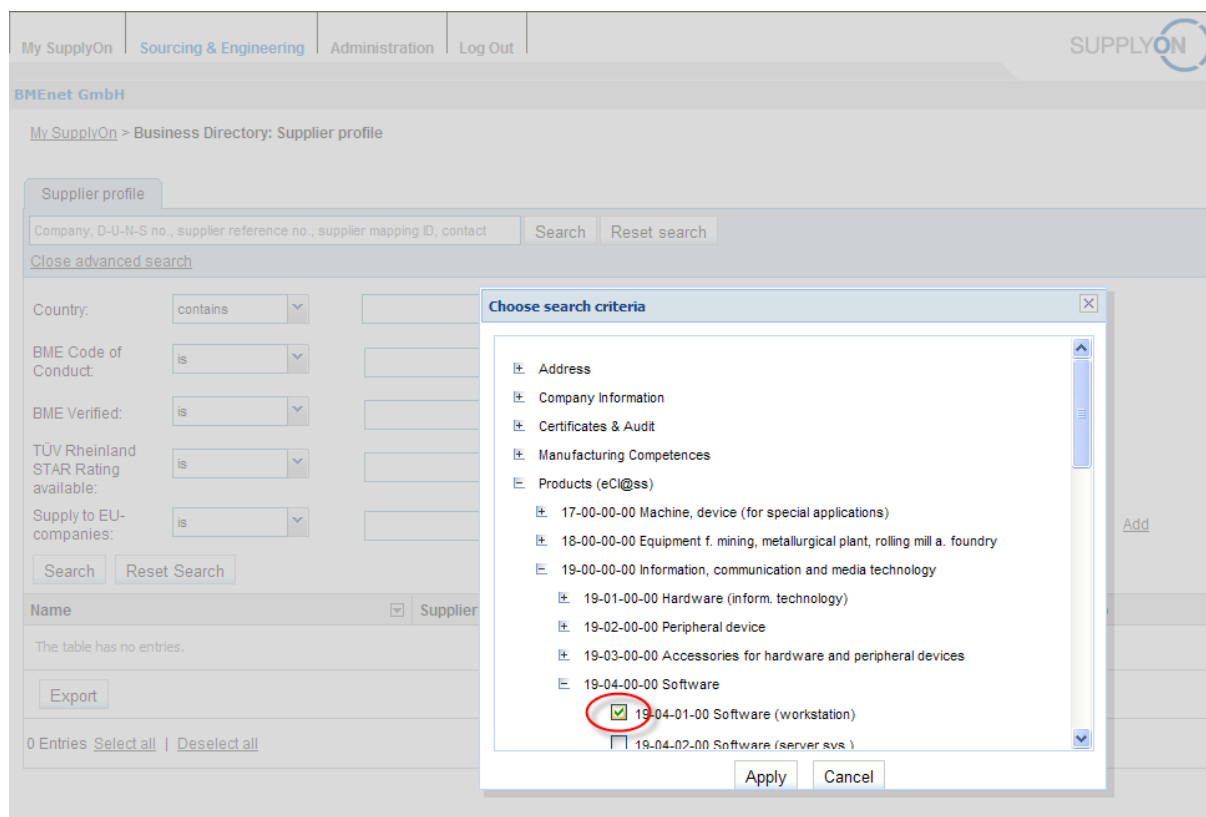 My SupplyOn Sourcing & Engineering Administration Log Out SUPPLYON
BMEnet GmbH
My SupplyOn > Business Directory: Supplier profile
Supplier profile
Company, D-U-N-S no., supplier reference no., supplier mapping ID, contact Search Reset search
Close advanced search
Country: contains
BME Code of
Conduct: is
BME Verified: is
TÜV Rheinland
STAR Rating
available: is
Supply to EU-
companies: is
Add
Search Reset Search
Name Supplier
The table has no entries.
Export
0 Entries Select all | Deselect all
Choose search criteria
Address
Company Information
Certificates & Audit
Manufacturing Competences
Products (eCl@ss)
17-00-00-00 Machine, device (for special applications)
18-00-00-00 Equipment f. mining, metallurgical plant, rolling mill a. foundry
19-00-00-00 Information, communication and media technology
19-01-00-00 Hardware (inform. technology)
19-02-00-00 Peripheral device
19-03-00-00 Accessories for hardware and peripheral devices
19-04-00-00 Software
19-04-01-00 Software (workstation)
19-04-02-00 Software (server sys.)
Apply Cancel